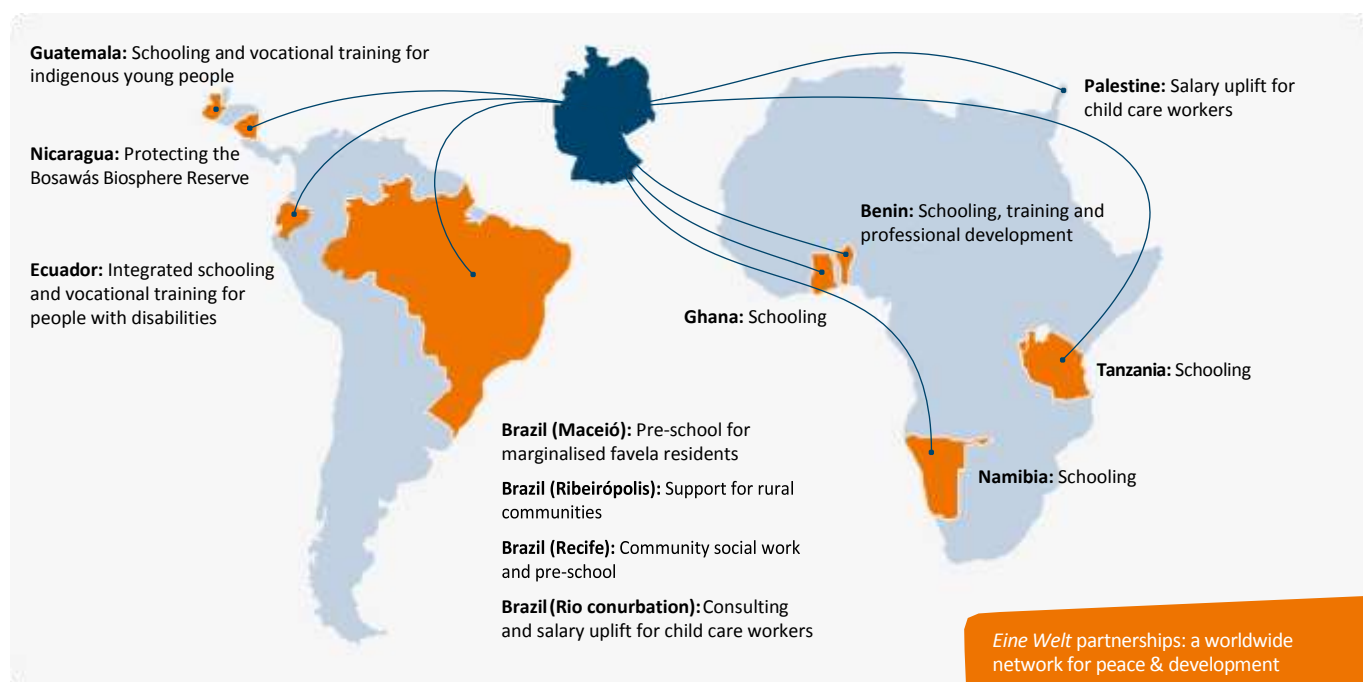 Guatemala: Schooling and vocational training for
indigenous young people
Nicaragua: Protecting the
Bosawás Biosphere Reserve
Ecuador: Integrated schooling
and vocational training for
people with disabilities
Brazil (Maceió): Pre-school for
marginalised favela residents
Brazil (Ribeirópolis): Support for rural
communities
Brazil (Recife): Community social work
and pre-school
Brazil (Rio conurbation): Consulting
and salary uplift for child care workers
Palestine: Salary uplift for
child care workers
Benin: Schooling, training and
professional development
Ghana: Schooling
Tanzania: Schooling
Namibia: Schooling
Eine Welt partnerships: a worldwide
network for peace & development